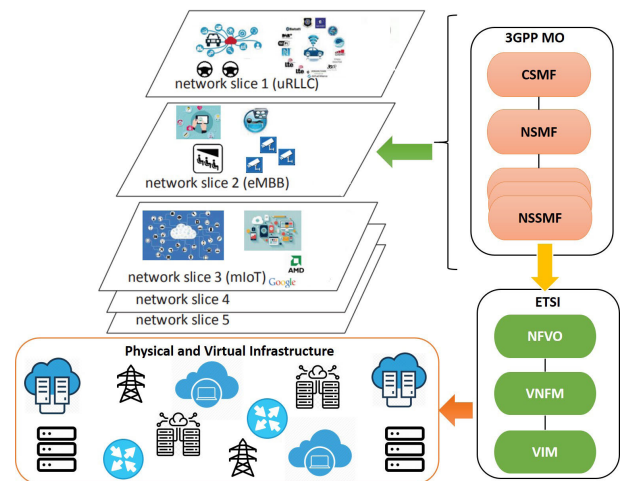 network slice 1 (uRLLC)
network slice 2 (eMBB)
network slice 3 (mIoT)
AMD
Google
network slice 4
network slice 5
3GPP MO
CSMF
NSMF
NSSMF
ETSI
NFVO
VNFM
VIM
Physical and Virtual Infrastructure